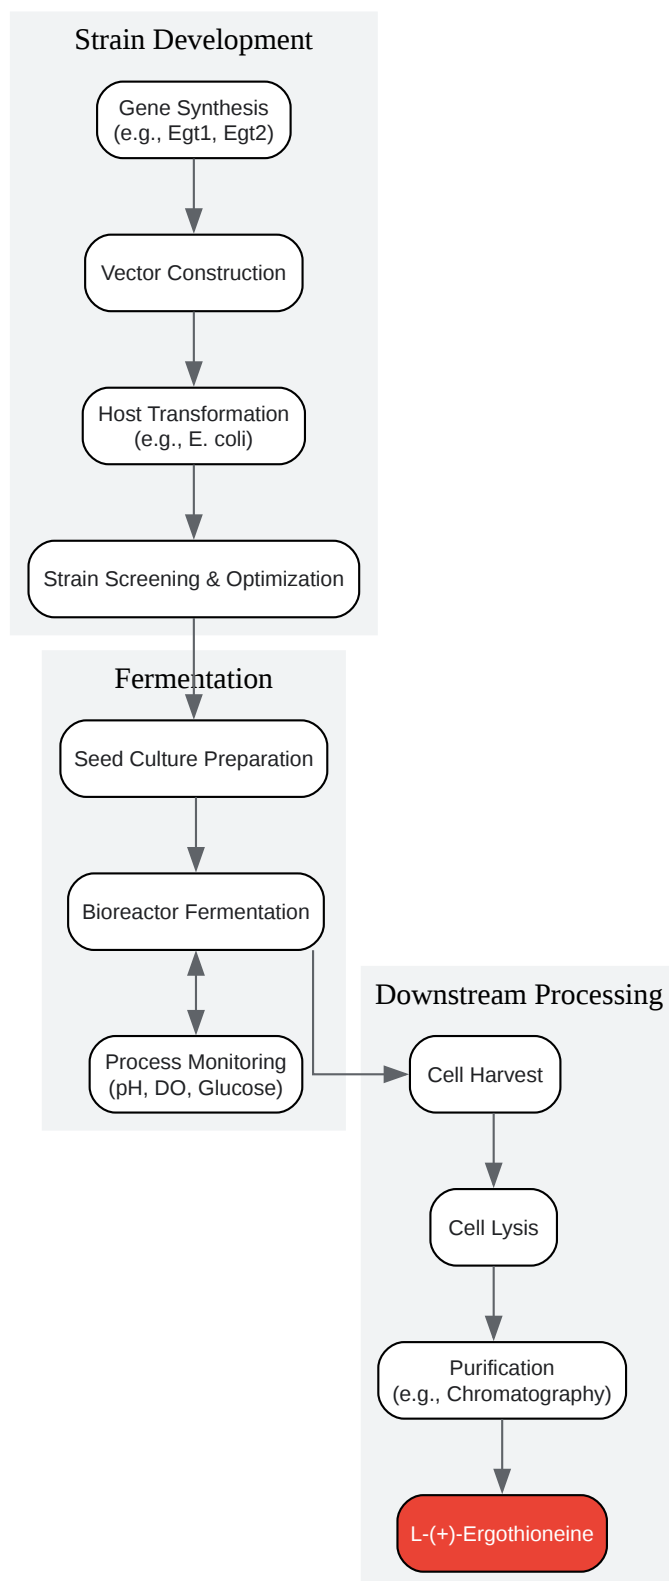 Strain Development
Gene Synthesis
(e.g., Egt1, Egt2)
Vector Construction
Host Transformation
(e.g., E. coli)
Strain Screening & Optimization
Fermentation
Seed Culture Preparation
Bioreactor Fermentation
Process Monitoring
(pH, DO, Glucose)
Downstream Processing
Cell Harvest
Cell Lysis
Purification
(e.g., Chromatography)
L-(+)-Ergothioneine